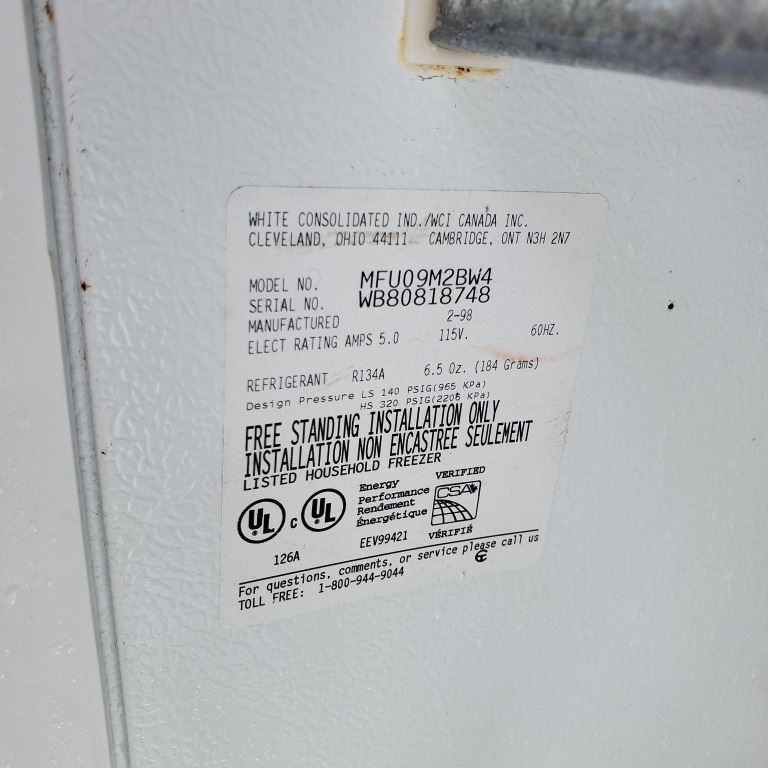 WHITE CONSOLIDATED IND./WCI CANADA INC.
CLEVELAND, OHIO 44111 CAMBRIDGE, ONT N3H 2N7
MODEL NO. MFU09M2BW4
SERIAL NO. WB80818748
MANUFACTURED 2-98
ELECT RATING AMPS 5.0 115V. 60HZ.
REFRIGERANT R134A 6.5 Oz. (184 Grams)
Design Pressure LS 140 PSIG(965 KPa)
HS 320 PSIG(2206 KPa)
FREE STANDING INSTALLATION ONLY
INSTALLATION NON ENCASTREE SEULEMENT
LISTED HOUSEHOLD FREEZER
UL c UL
126A
Energy
Performance
Rendement
Énergétique
EEV99421
VERIFIED
CSA
VÉRIFIÉ
For questions, comments, or service please call us
TOLL FREE: 1-800-944-9044